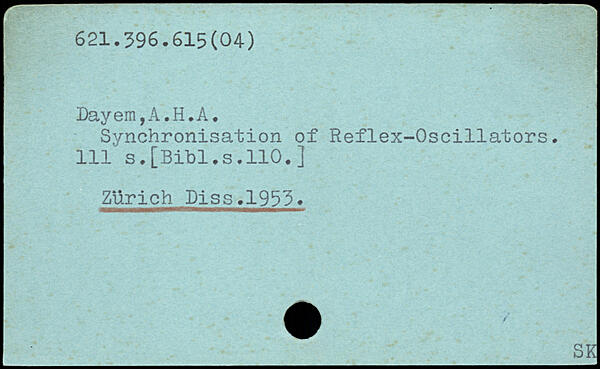 621.396.615(04)
Dayem,A.H.A.
Synchronisation of Reflex-Oscillators.
111 s.[Bibl.s.110.]
Zürich Diss.1953.
SK